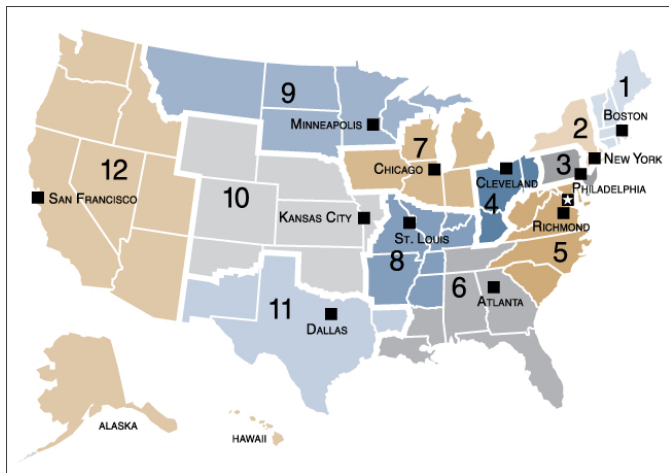 1
BOSTON
2
NEW YORK
3
PHILADELPHIA
CLEVELAND
4
RICHMOND
5
6
ATLANTA
7
CHICAGO
ST. LOUIS
8
9
MINNEAPOLIS
10
KANSAS CITY
11
DALLAS
12
SAN FRANCISCO
ALASKA
HAWAII